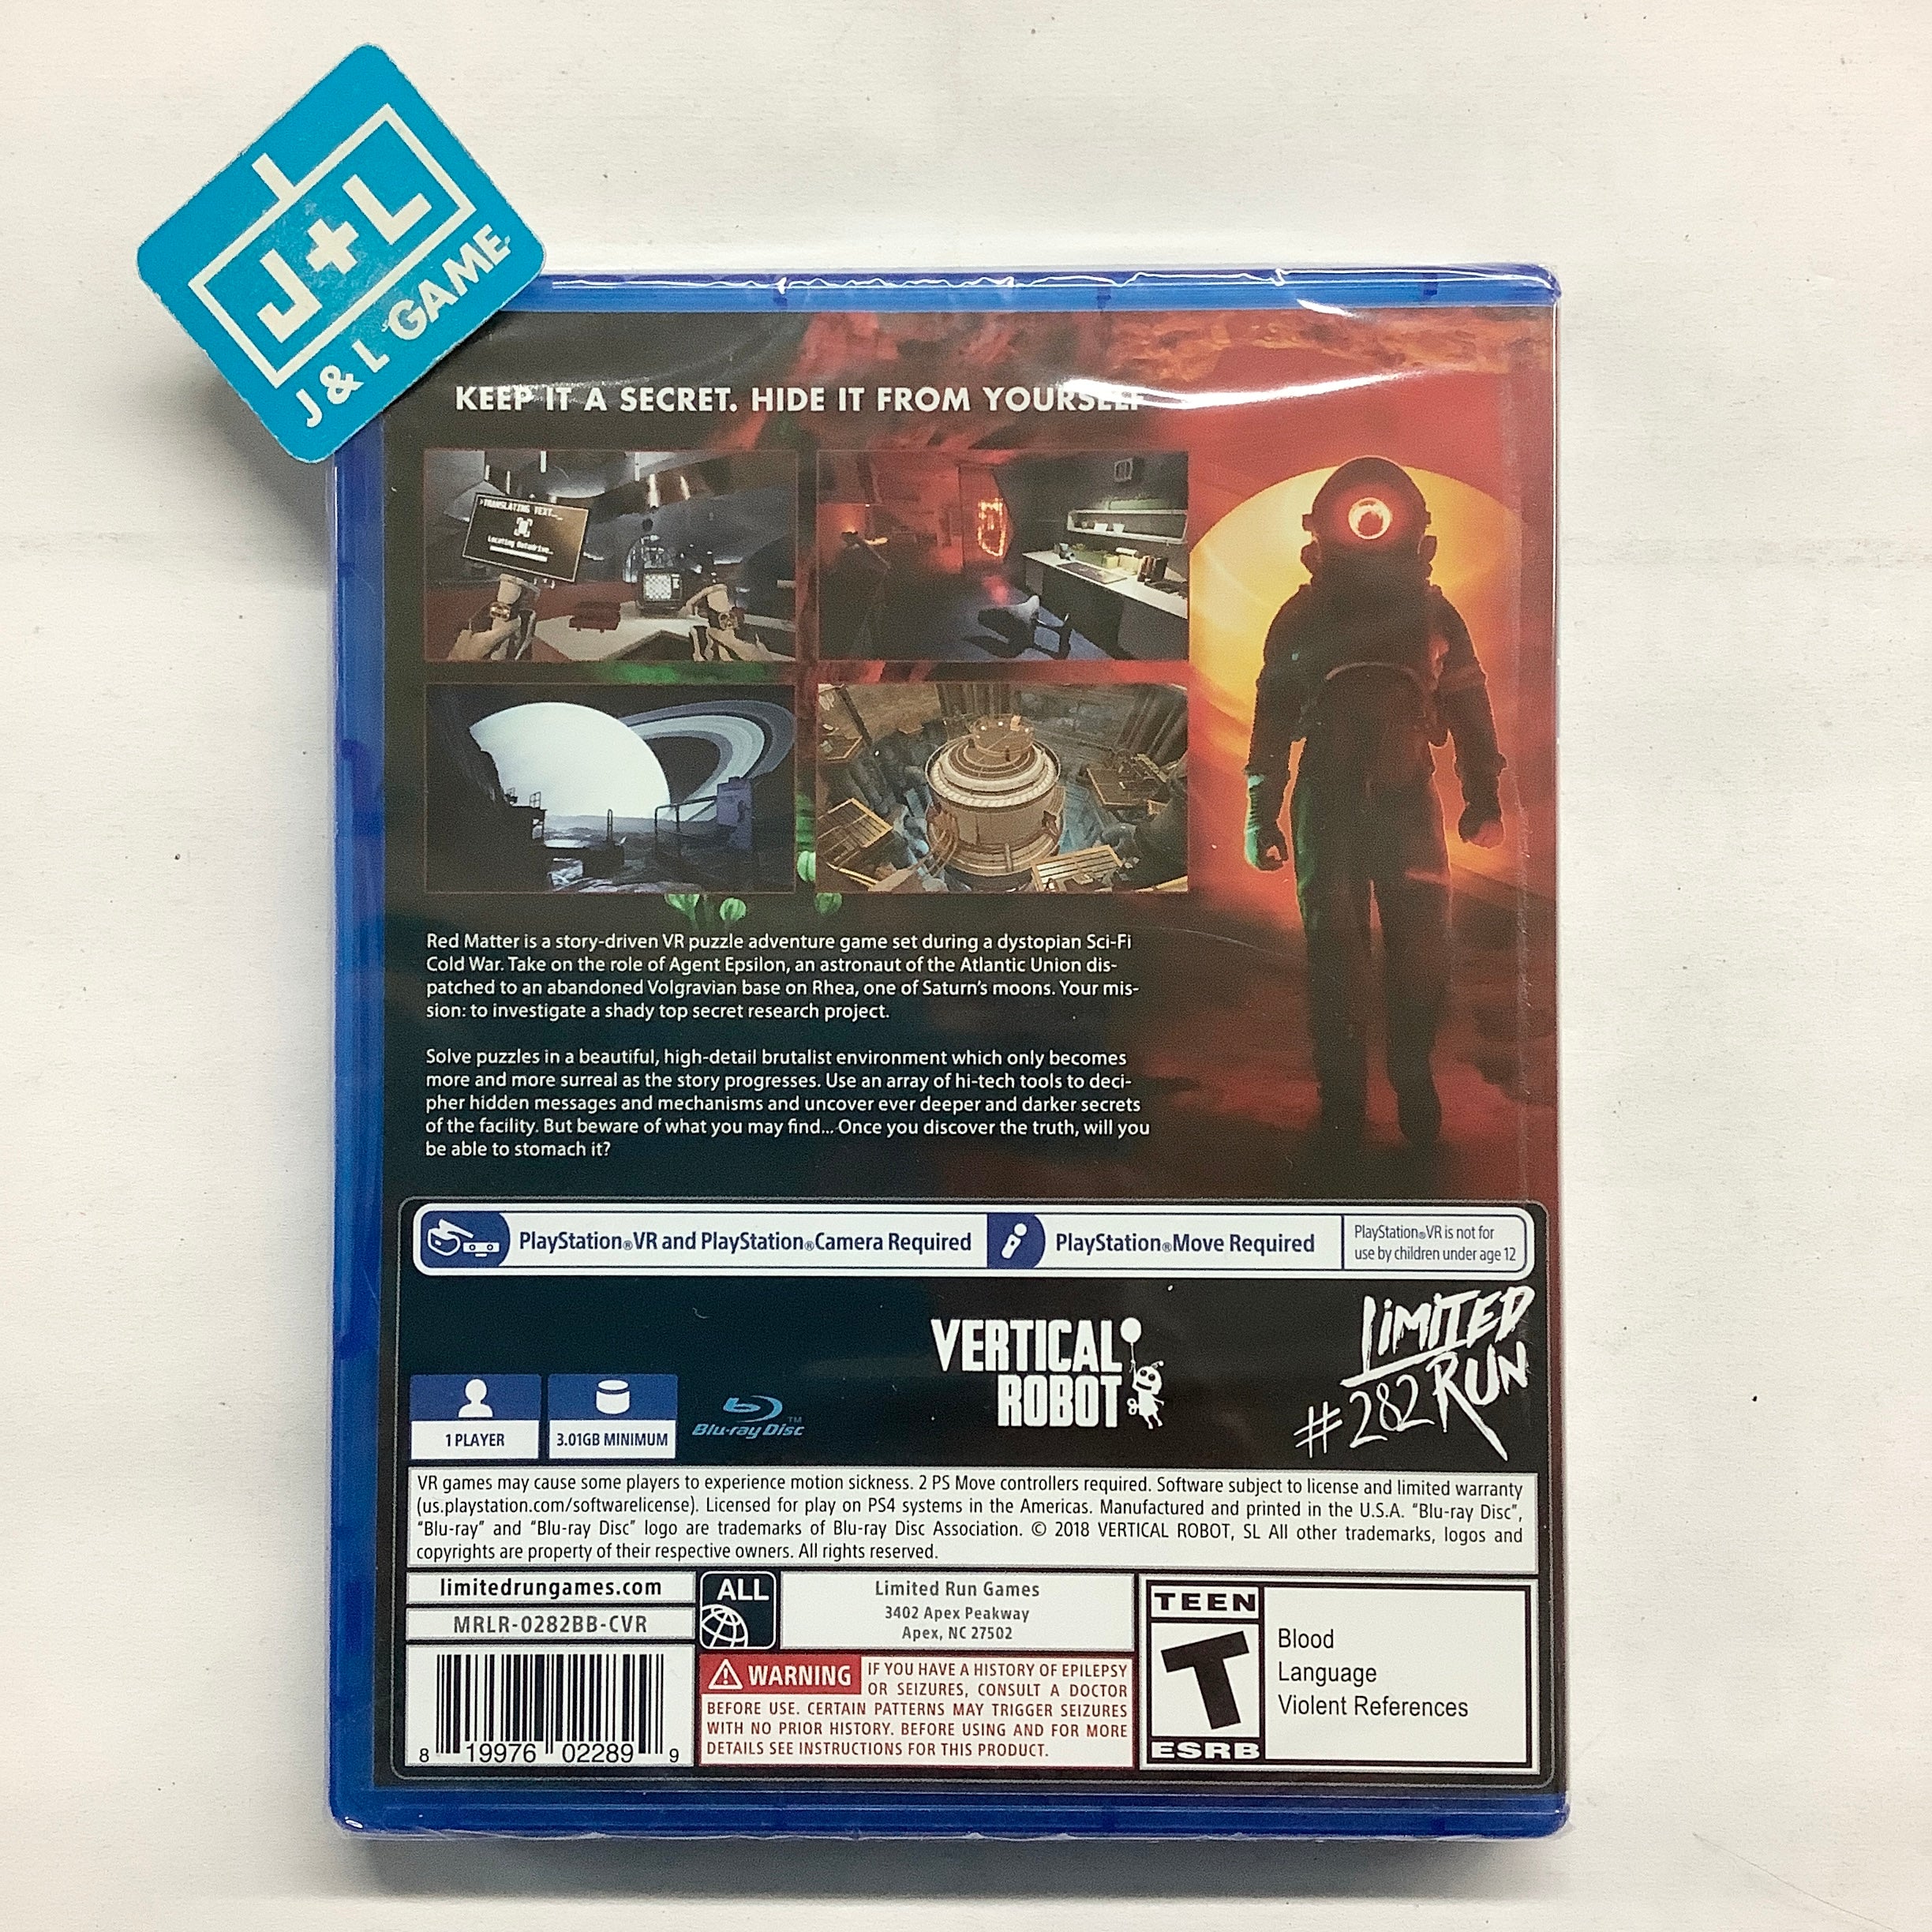 J+L
J & L GAME
KEEP IT A SECRET. HIDE IT FROM YOURSELF
TRANSLATING TEXT...
Red Matter is a story-driven VR puzzle adventure game set during a dystopian Sci-Fi
Cold War. Take on the role of Agent Epsilon, an astronaut of the Atlantic Union dis-
patched to an abandoned Volgravian base on Rhea, one of Saturn's moons. Your mis-
sion: to investigate a shady top secret research project.
Solve puzzles in a beautiful, high-detail brutalist environment which only becomes
more and more surreal as the story progresses. Use an array of hi-tech tools to deci-
pher hidden messages and mechanisms and uncover ever deeper and darker secrets
of the facility. But beware of what you may find... Once you discover the truth, will you
be able to stomach it?
PlayStation®VR and PlayStation®Camera Required
PlayStation®Move Required
PlayStation®VR is not for
use by children under age 12
VERTICAL
ROBOT
LIMITED
RUN
#282
1 PLAYER
3.01GB MINIMUM
Blu-ray Disc™
VR games may cause some players to experience motion sickness. 2 PS Move controllers required. Software subject to license and limited warranty
(us.playstation.com/softwarelicense). Licensed for play on PS4 systems in the Americas. Manufactured and printed in the U.S.A. "Blu-ray Disc",
"Blu-ray" and "Blu-ray Disc" logo are trademarks of Blu-ray Disc Association. © 2018 VERTICAL ROBOT, SL All other trademarks, logos and
copyrights are property of their respective owners. All rights reserved.
limitedrungames.com
MRLR-0282BB-CVR
8 19976 02289 9
ALL
Limited Run Games
3402 Apex Peakway
Apex, NC 27502
WARNING IF YOU HAVE A HISTORY OF EPILEPSY
OR SEIZURES, CONSULT A DOCTOR
BEFORE USE. CERTAIN PATTERNS MAY TRIGGER SEIZURES
WITH NO PRIOR HISTORY. BEFORE USING AND FOR MORE
DETAILS SEE INSTRUCTIONS FOR THIS PRODUCT.
TEEN
T
ESRB
Blood
Language
Violent References